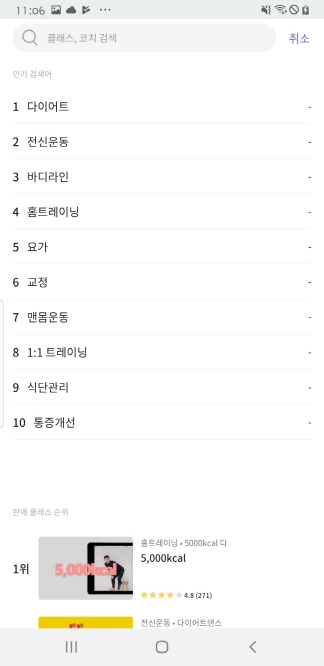 11:06
클래스, 코치 검색
취소
인기 검색어
1 다이어트 -
2 전신운동 -
3 바디라인 -
4 홈트레이닝 -
5 요가 -
6 교정 -
7 맨몸운동 -
8 1:1 트레이닝 -
9 식단관리 -
10 통증개선 -
판매 클래스 순위
1위
5,000kcal
홈트레이닝 • 5000kcal 다
5,000kcal
4.8 (271)
전신운동 • 다이어트댄스